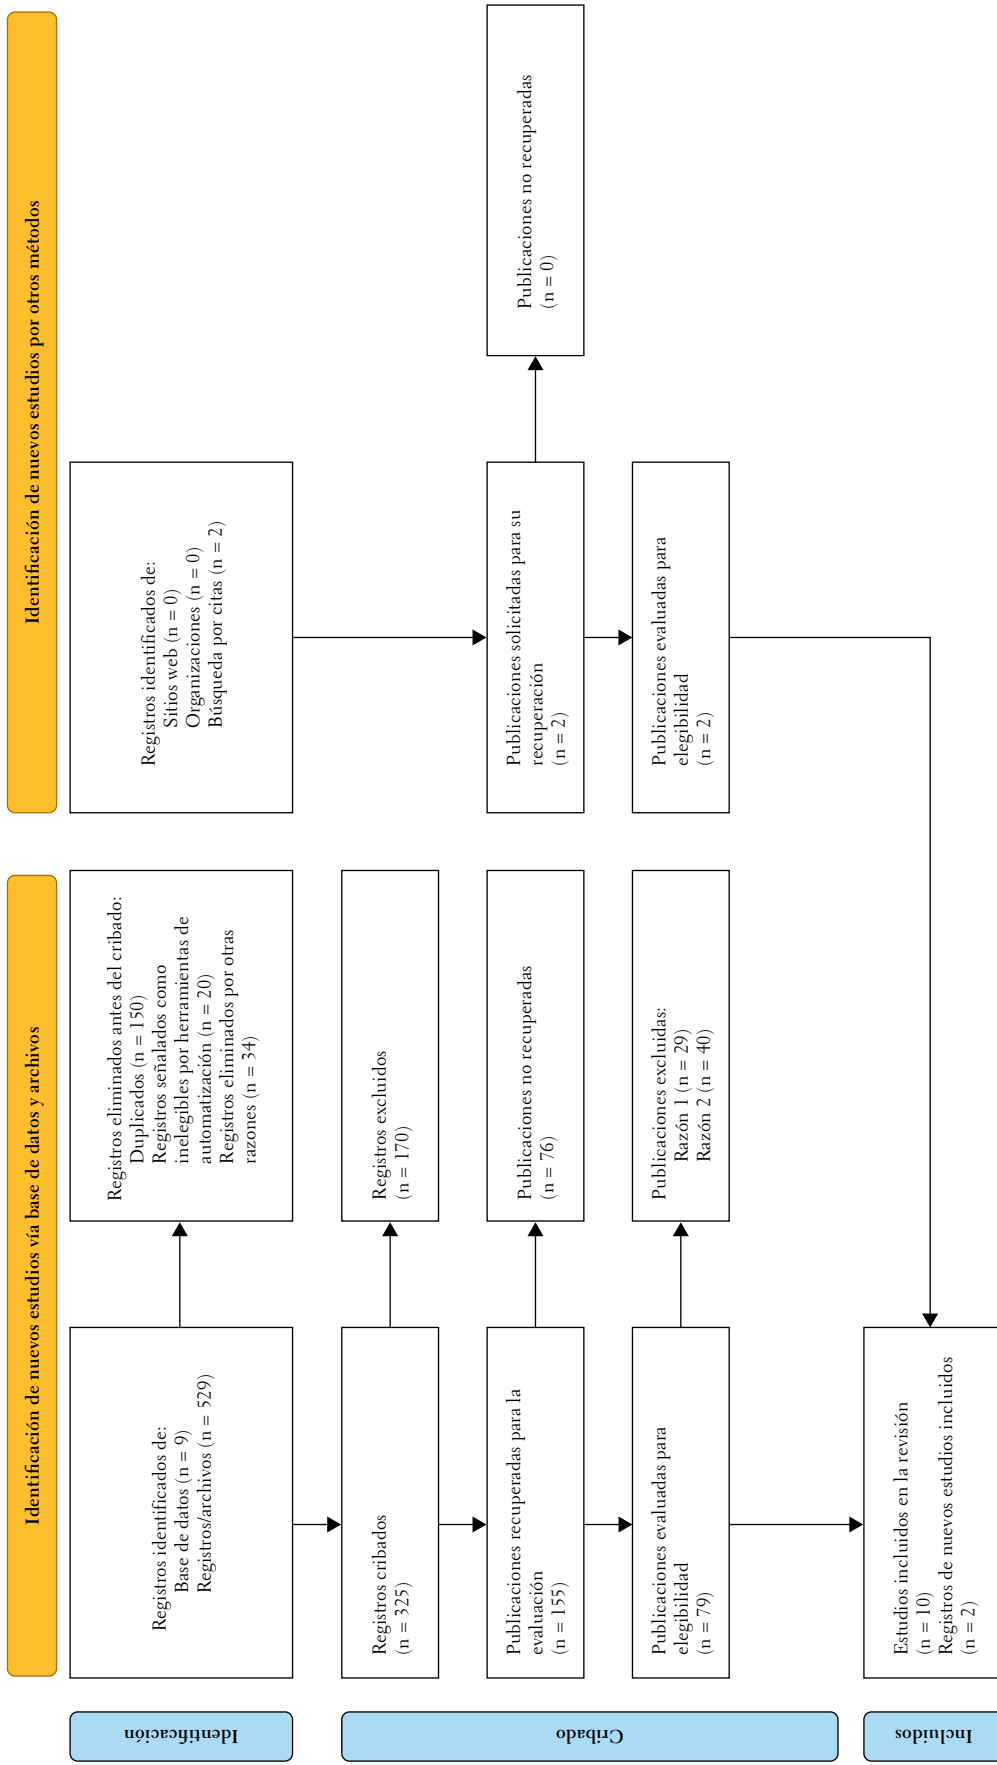 Identificación de nuevos estudios vía base de datos y archivos
Identificación de nuevos estudios por otros métodos
Identificación
Registros identificados de:
Base de datos (n = 9)
Registros/archivos (n = 529)
Registros eliminados antes del cribado:
Duplicados (n = 150)
Registros señalados como
inelegibles por herramientas de
automatización (n = 20)
Registros eliminados por otras
razones (n = 34)
Registros identificados de:
Sitios web (n = 0)
Organizaciones (n = 0)
Búsqueda por citas (n = 2)
Cribado
Registros cribados
(n = 325)
Registros excluidos
(n = 170)
Publicaciones recuperadas para la
evaluación (n = 155)
Publicaciones no recuperadas
(n = 76)
Publicaciones solicitadas para su
recuperación
(n = 2)
Publicaciones no recuperadas
(n = 0)
Publicaciones evaluadas para
elegibilidad
(n = 79)
Publicaciones excluidas:
Razón 1 (n = 29)
Razón 2 (n = 40)
Publicaciones evaluadas para
elegibilidad
(n = 2)
Incluidos
Estudios incluidos en la revisión
(n = 10)
Registros de nuevos estudios incluidos
(n = 2)